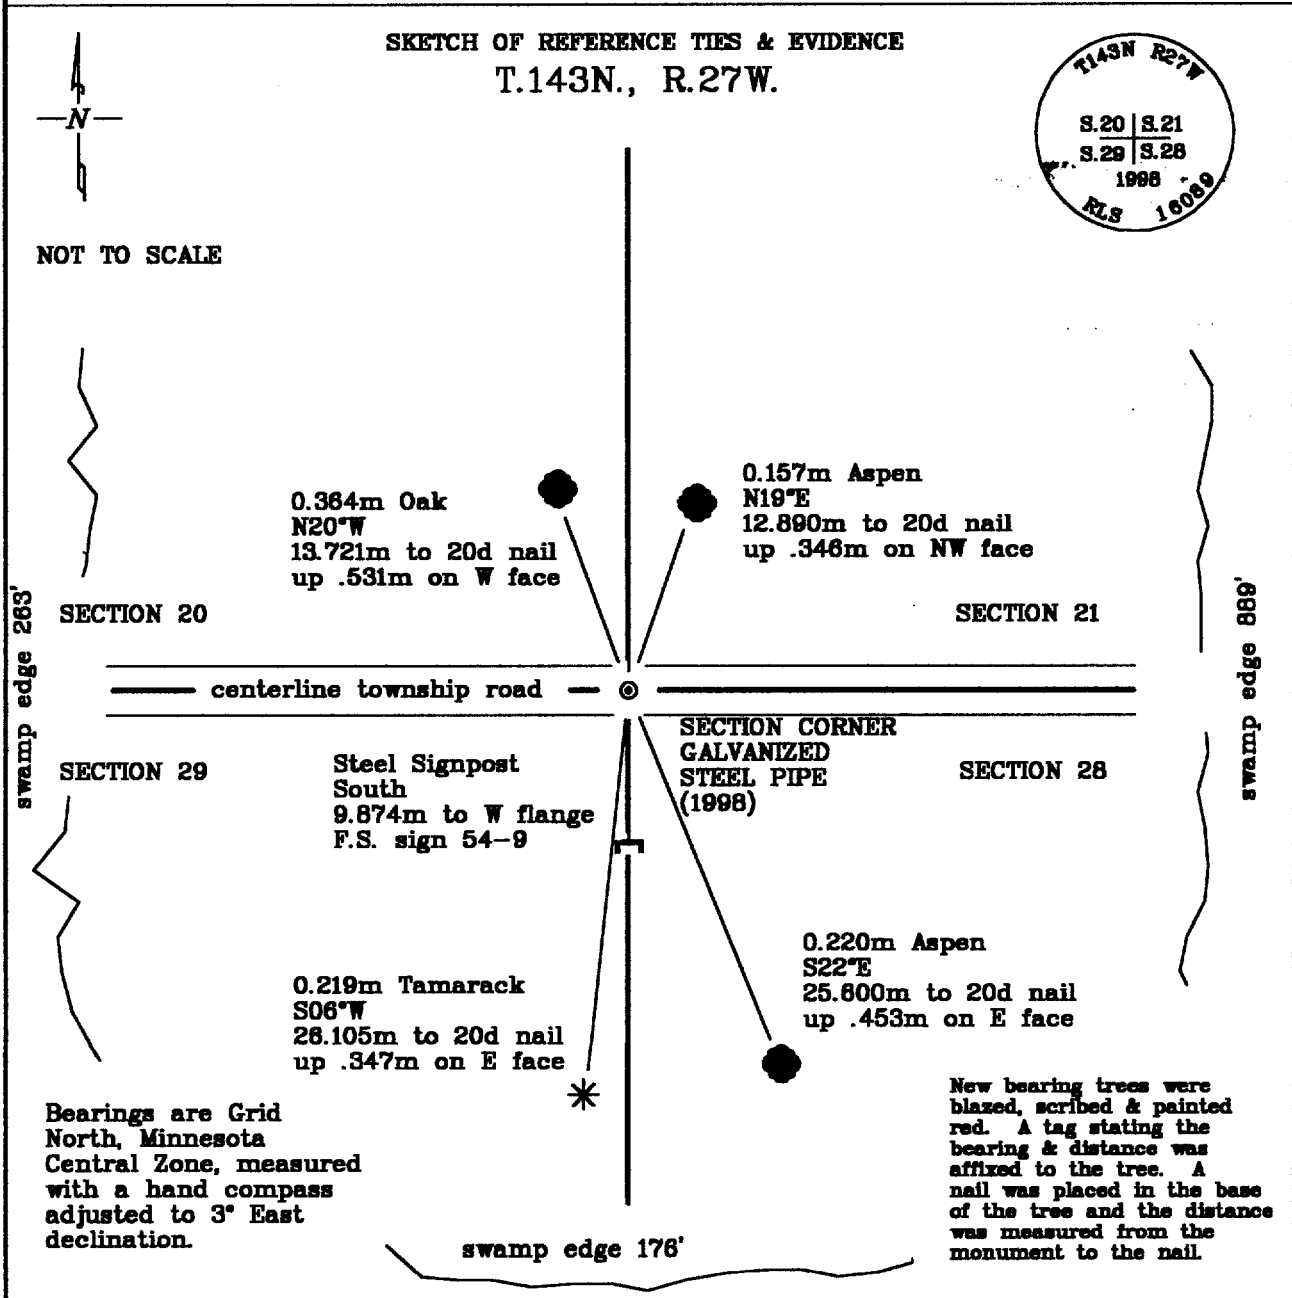 SKETCH OF REFERENCE TIES & EVIDENCE
T.143N., R.27W.
N
NOT TO SCALE
T143N R27W
S.20 S.21
S.29 S.28
1998
RLS 16089
0.364m Oak
N20°W
13.721m to 20d nail
up .531m on W face
0.157m Aspen
N19°E
12.890m to 20d nail
up .346m on NW face
SECTION 20
SECTION 21
swamp edge 263'
swamp edge 889'
centerline township road
SECTION CORNER
GALVANIZED
STEEL PIPE
(1998)
SECTION 29
SECTION 28
Steel Signpost
South
9.874m to W flange
F.S. sign 54-9
0.219m Tamarack
S06°W
26.105m to 20d nail
up .347m on E face
0.220m Aspen
S22°E
25.600m to 20d nail
up .453m on E face
Bearings are Grid
North, Minnesota
Central Zone, measured
with a hand compass
adjusted to 3° East
declination.
New bearing trees were
blazed, scribed & painted
red. A tag stating the
bearing & distance was
affixed to the tree. A
nail was placed in the base
of the tree and the distance
was measured from the
monument to the nail.
swamp edge 176'